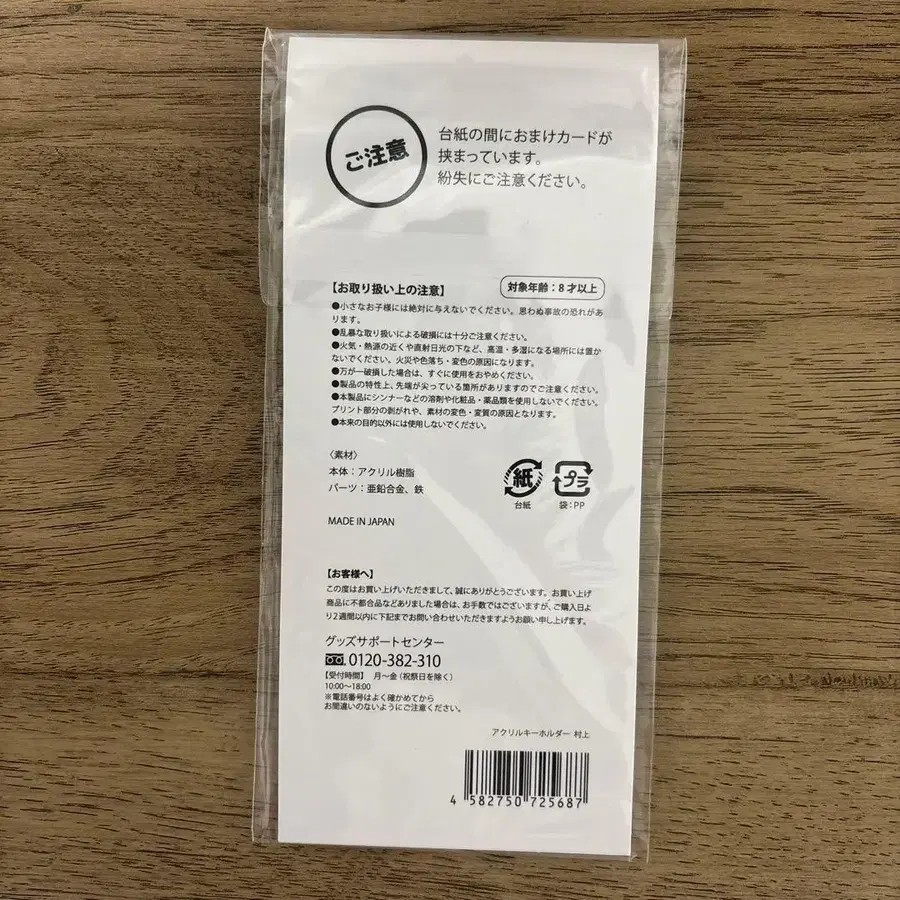 ご注意
台紙の間におまけカードが
挟まっています。
紛失にご注意ください。
【お取り扱い上の注意】
対象年齢:8才以上
●小さなお子様には絶対に与えないでください。思わぬ事故の恐れがあ
ります。
●乱暴な取り扱いによる破損には十分ご注意ください。
●火気・熱源の近くや直射日光の下など、高温・多湿になる場所には置か
ないでください。火災や色落ち・変色の原因になります。
●万が一破損した場合は、すぐに使用をおやめください。
●製品の特性上、先端が尖っている箇所がありますのでご注意ください。
●本製品にシンナーなどの溶剤や化粧品・薬品類を使用しないでください。
プリント部分の剥がれや、素材の変色・変質の原因となります。
●本来の目的以外には使用しないでください。
〈素材〉
本体:アクリル樹脂
パーツ:亜鉛合金、鉄
紙
台紙
プラ
袋:PP
MADE IN JAPAN
【お客様へ】
この度はお買い上げいただきまして、誠にありがとうございます。お買い上げ
商品に不都合品などありました場合は、お手数ではございますが、ご購入日よ
り2週間以内に下記までお問い合わせいただきますようお願い申し上げます。
グッズサポートセンター
0120-382-310
【受付時間】 月〜金(祝祭日を除く)
10:00〜18:00
※電話番号はよく確かめてから
お間違いのないようにご注意ください。
アクリルキーホルダー 村上
4 582750 725687